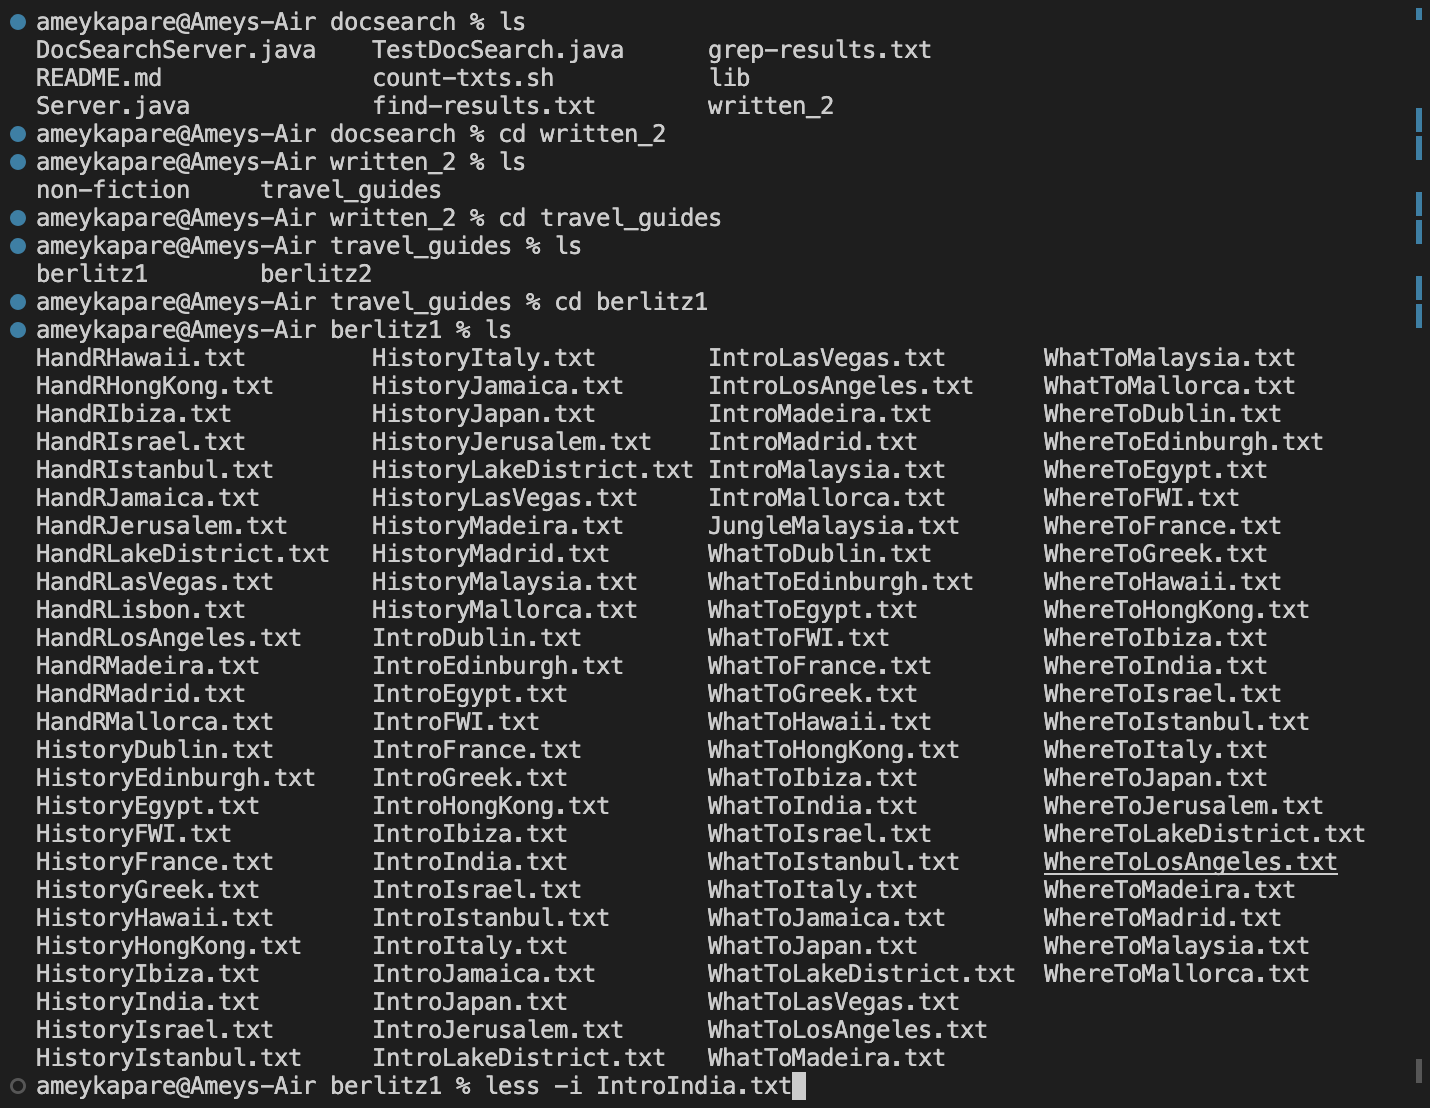 ameykapare@Ameys-Air docsearch % ls
DocSearchServer.java    TestDocSearch.java      grep-results.txt
README.md               count-txts.sh           lib
Server.java             find-results.txt        written_2
ameykapare@Ameys-Air docsearch % cd written_2
ameykapare@Ameys-Air written_2 % ls
non-fiction     travel_guides
ameykapare@Ameys-Air written_2 % cd travel_guides
ameykapare@Ameys-Air travel_guides % ls
berlitz1        berlitz2
ameykapare@Ameys-Air travel_guides % cd berlitz1
ameykapare@Ameys-Air berlitz1 % ls
HandRHawaii.txt         HistoryItaly.txt        IntroLasVegas.txt       WhatToMalaysia.txt
HandRHongKong.txt       HistoryJamaica.txt      IntroLosAngeles.txt     WhatToMallorca.txt
HandRIbiza.txt          HistoryJapan.txt        IntroMadeira.txt        WhereToDublin.txt
HandRIsrael.txt         HistoryJerusalem.txt    IntroMadrid.txt         WhereToEdinburgh.txt
HandRIstanbul.txt       HistoryLakeDistrict.txt IntroMalaysia.txt       WhereToEgypt.txt
HandRJamaica.txt        HistoryLasVegas.txt     IntroMallorca.txt       WhereToFWI.txt
HandRJerusalem.txt      HistoryMadeira.txt      JungleMalaysia.txt      WhereToFrance.txt
HandRLakeDistrict.txt   HistoryMadrid.txt       WhatToDublin.txt        WhereToGreek.txt
HandRLasVegas.txt       HistoryMalaysia.txt     WhatToEdinburgh.txt     WhereToHawaii.txt
HandRLisbon.txt         HistoryMallorca.txt     WhatToEgypt.txt         WhereToHongKong.txt
HandRLosAngeles.txt     IntroDublin.txt         WhatToFWI.txt           WhereToIbiza.txt
HandRMadeira.txt        IntroEdinburgh.txt      WhatToFrance.txt        WhereToIndia.txt
HandRMadrid.txt         IntroEgypt.txt          WhatToGreek.txt         WhereToIsrael.txt
HandRMallorca.txt       IntroFWI.txt            WhatToHawaii.txt        WhereToIstanbul.txt
HistoryDublin.txt       IntroFrance.txt         WhatToHongKong.txt      WhereToItaly.txt
HistoryEdinburgh.txt    IntroGreek.txt          WhatToIbiza.txt         WhereToJapan.txt
HistoryEgypt.txt        IntroHongKong.txt       WhatToIndia.txt         WhereToJerusalem.txt
HistoryFWI.txt          IntroIbiza.txt          WhatToIsrael.txt        WhereToLakeDistrict.txt
HistoryFrance.txt       IntroIndia.txt          WhatToIstanbul.txt      WhereToLosAngeles.txt
HistoryGreek.txt        IntroIsrael.txt         WhatToItaly.txt         WhereToMadeira.txt
HistoryHawaii.txt       IntroIstanbul.txt       WhatToJamaica.txt       WhereToMadrid.txt
HistoryHongKong.txt     IntroItaly.txt          WhatToJapan.txt         WhereToMalaysia.txt
HistoryIbiza.txt        IntroJamaica.txt        WhatToLakeDistrict.txt  WhereToMallorca.txt
HistoryIndia.txt        IntroJapan.txt          WhatToLasVegas.txt
HistoryIsrael.txt       IntroJerusalem.txt      WhatToLosAngeles.txt
HistoryIstanbul.txt     IntroLakeDistrict.txt   WhatToMadeira.txt
ameykapare@Ameys-Air berlitz1 % less -i IntroIndia.txt